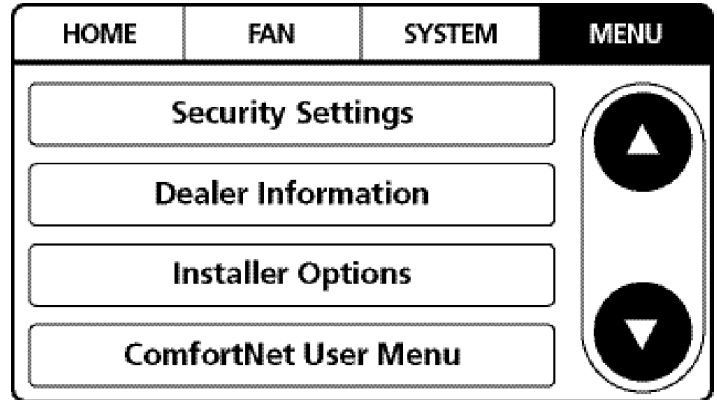 HOME FAN SYSTEM MENU
Security Settings
Dealer Information
Installer Options
ComfortNet User Menu